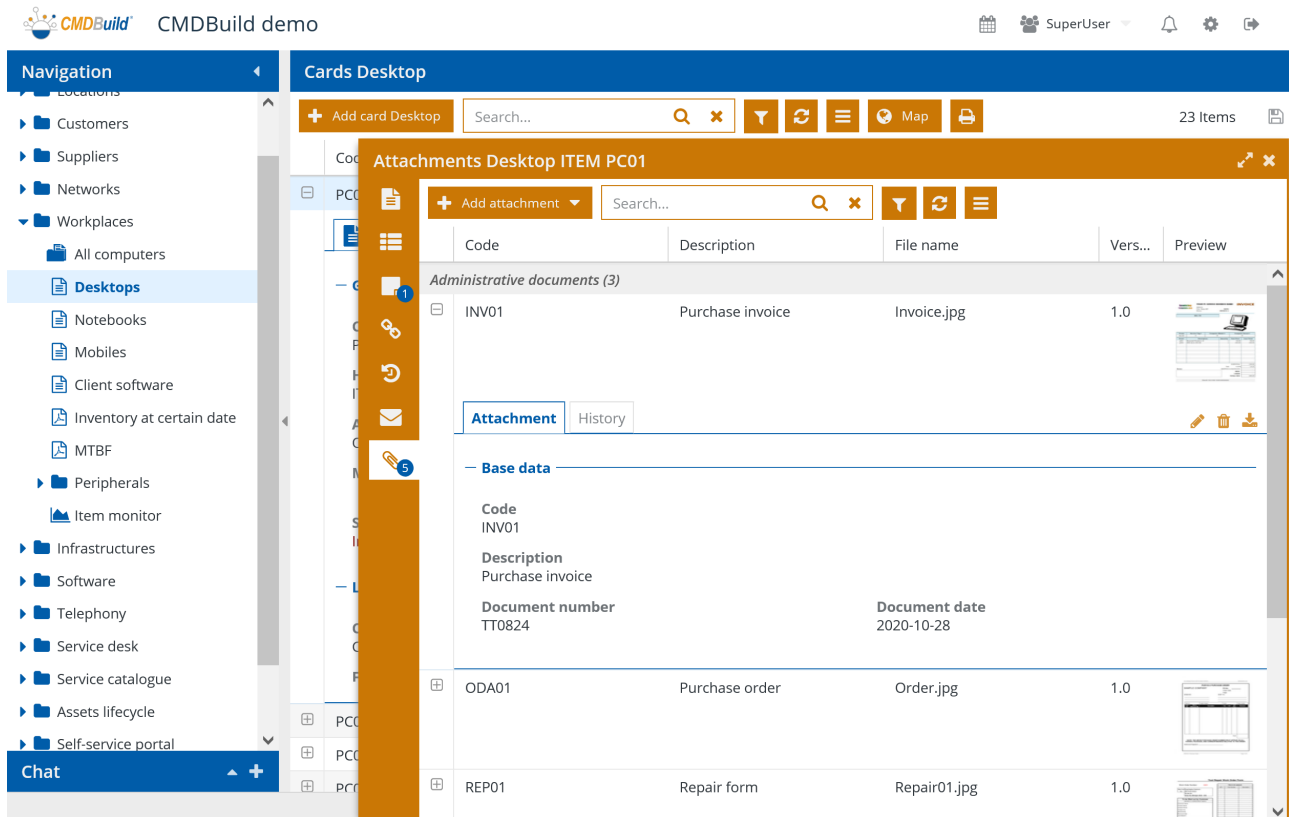 CMDBuild CMDBuild demo SuperUser
Navigation
Locations
Customers
Suppliers
Networks
Workplaces
All computers
Desktops
Notebooks
Mobiles
Client software
Inventory at certain date
MTBF
Peripherals
Item monitor
Infrastructures
Software
Telephony
Service desk
Service catalogue
Assets lifecycle
Self-service portal
Chat
Cards Desktop
Add card Desktop Search... Map 23 Items
Attachments Desktop ITEM PC01
Add attachment Search...
1
5
Code Description File name Vers... Preview
Administrative documents (3)
INV01 Purchase invoice Invoice.jpg 1.0
Attachment History
Base data
Code
INV01
Description
Purchase invoice
Document number Document date
TT0824 2020-10-28
ODA01 Purchase order Order.jpg 1.0
REP01 Repair form Repair01.jpg 1.0